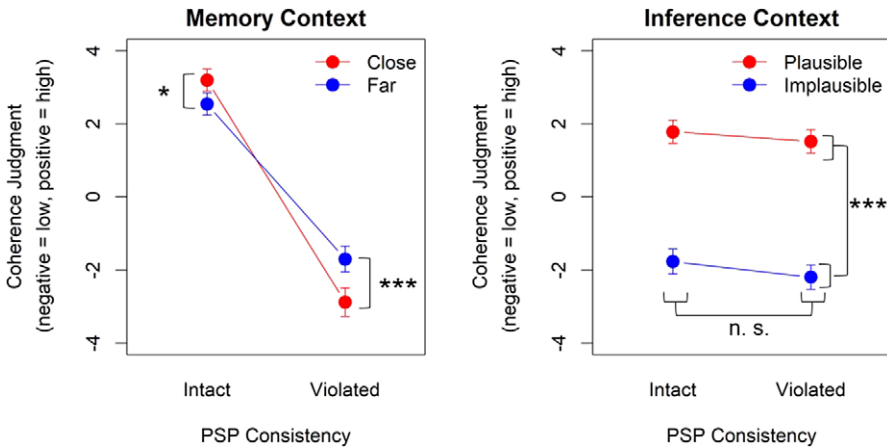 Memory Context
Coherence Judgment
(negative = low, positive = high)
4
2
0
-2
-4
Close
Far
*
***
Intact
Violated
PSP Consistency
Inference Context
Coherence Judgment
(negative = low, positive = high)
4
2
0
-2
-4
Plausible
Implausible
***
n. s.
Intact
Violated
PSP Consistency